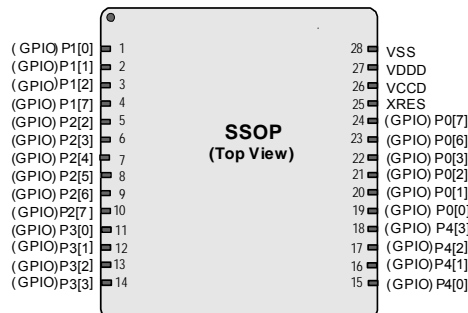 (GPIO) P1[0] 1
(GPIO) P1[1] 2
(GPIO) P1[2] 3
(GPIO) P1[7] 4
(GPIO) P2[2] 5
(GPIO) P2[3] 6
(GPIO) P2[4] 7
(GPIO) P2[5] 8
(GPIO) P2[6] 9
(GPIO) P2[7] 10
(GPIO) P3[0] 11
(GPIO) P3[1] 12
(GPIO) P3[2] 13
(GPIO) P3[3] 14
SSOP
(Top View)
28 VSS
27 VDDD
26 VCCD
25 XRES
24 (GPIO) P0[7]
23 (GPIO) P0[6]
22 (GPIO) P0[3]
21 (GPIO) P0[2]
20 (GPIO) P0[1]
19 (GPIO) P0[0]
18 (GPIO) P4[3]
17 (GPIO) P4[2]
16 (GPIO) P4[1]
15 (GPIO) P4[0]